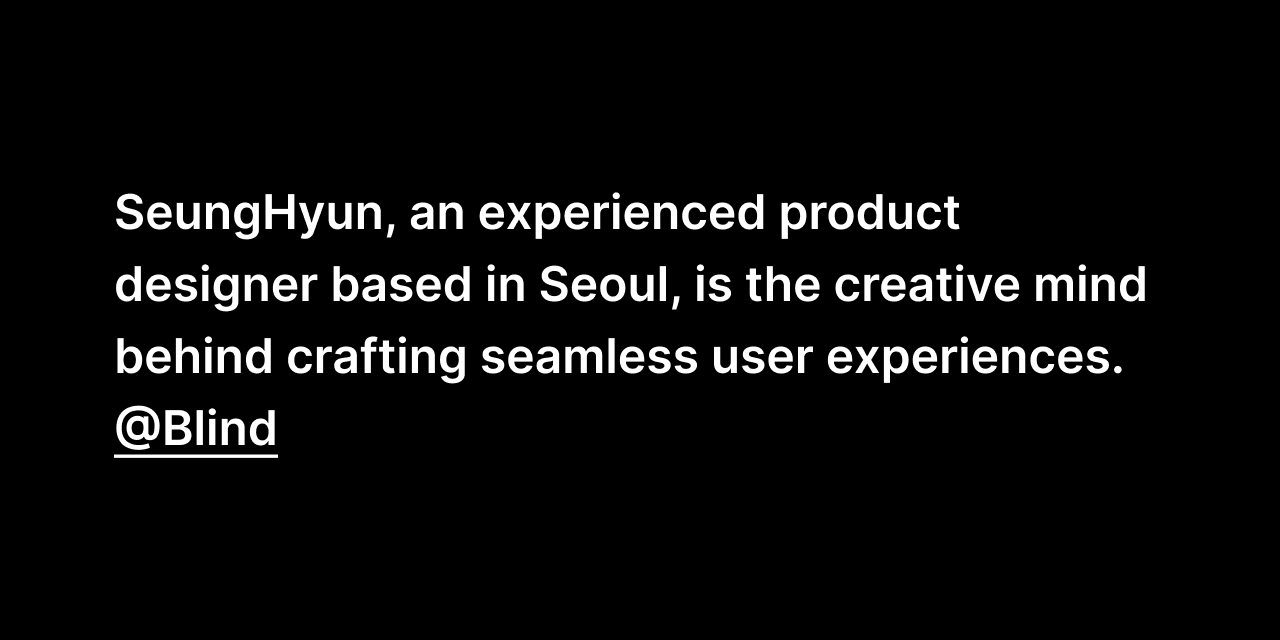 SeungHyun, an experienced product
designer based in Seoul, is the creative mind
behind crafting seamless user experiences.
@Blind